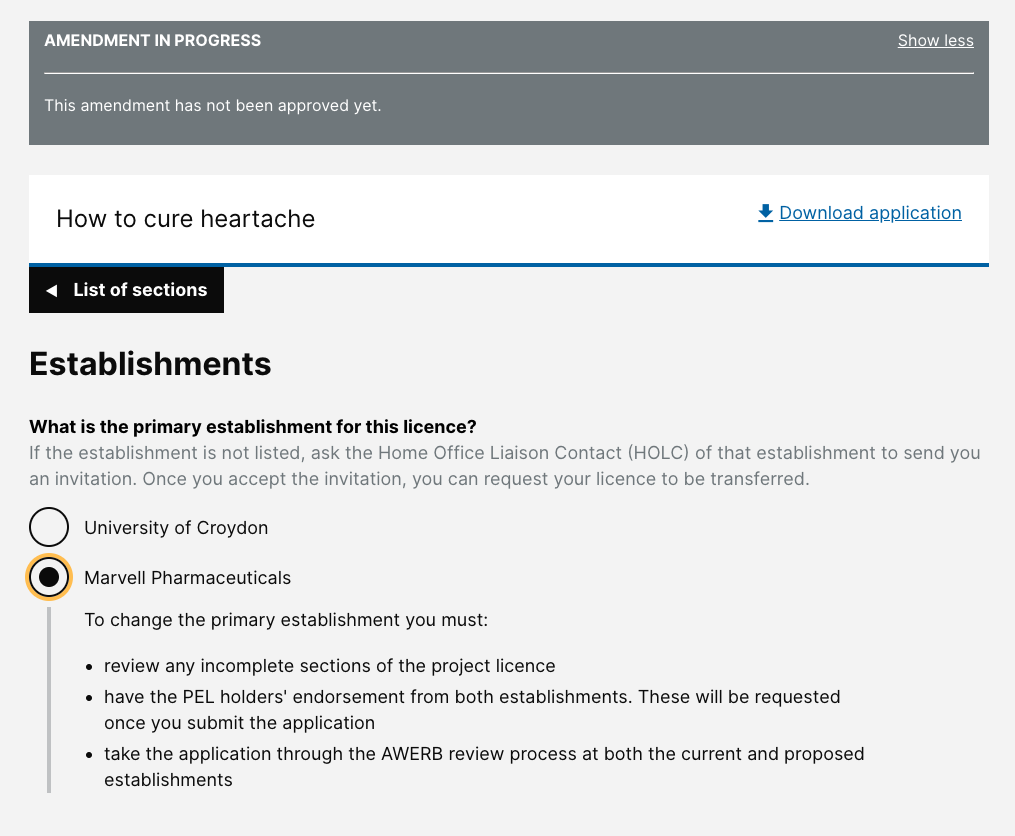 AMENDMENT IN PROGRESS
Show less
This amendment has not been approved yet.
How to cure heartache
Download application
List of sections
Establishments
What is the primary establishment for this licence?
If the establishment is not listed, ask the Home Office Liaison Contact (HOLC) of that establishment to send you
an invitation. Once you accept the invitation, you can request your licence to be transferred.
University of Croydon
Marvell Pharmaceuticals
To change the primary establishment you must:
• review any incomplete sections of the project licence
• have the PEL holders' endorsement from both establishments. These will be requested
once you submit the application
• take the application through the AWERB review process at both the current and proposed
establishments